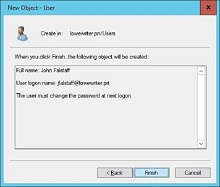 New Object - User
Create in: lowewriter.pri/Users
When you click Finish, the following object will be created:
Full name: John Falstaff
User logon name: jfalstaff@lowewriter.pri
The user must change the password at next logon.
< Back
Finish
Cancel